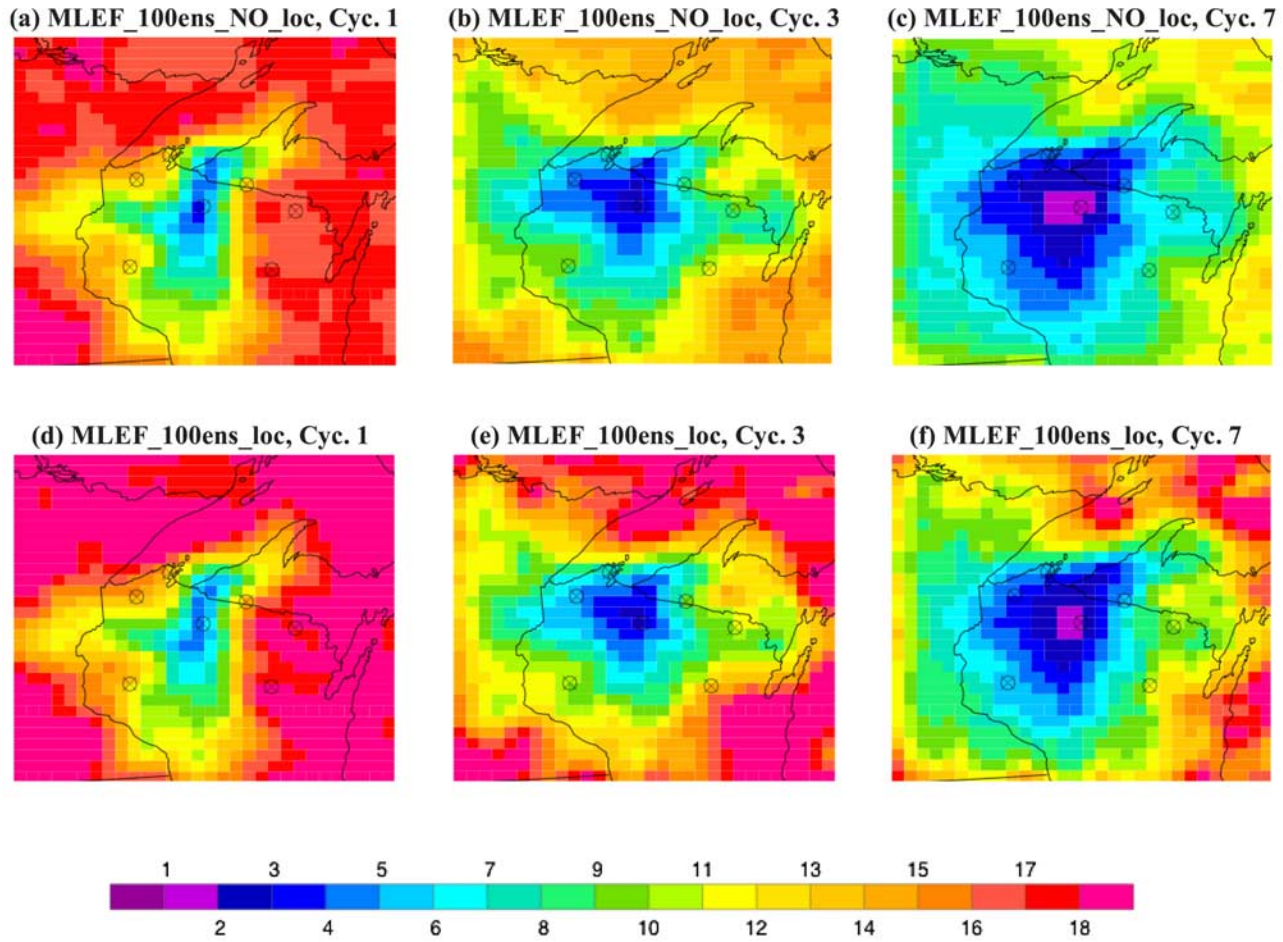 (a) MLEF_100ens_NO_loc, Cyc. 1
(b) MLEF_100ens_NO_loc, Cyc. 3
(c) MLEF_100ens_NO_loc, Cyc. 7
(d) MLEF_100ens_loc, Cyc. 1
(e) MLEF_100ens_loc, Cyc. 3
(f) MLEF_100ens_loc, Cyc. 7
1 3 5 7 9 11 13 15 17
2 4 6 8 10 12 14 16 18